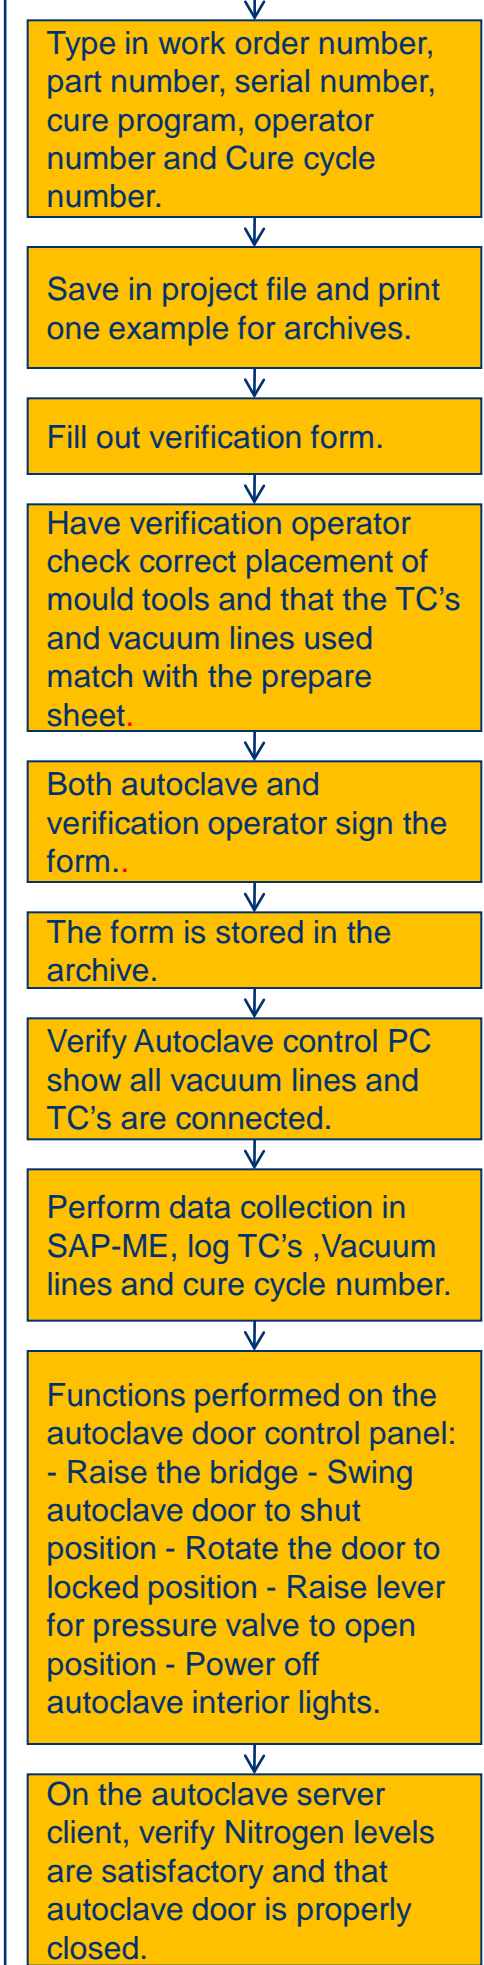 Type in work order number,
part number, serial number,
cure program, operator
number and Cure cycle
number.
Save in project file and print
one example for archives.
Fill out verification form.
Have verification operator
check correct placement of
mould tools and that the TC’s
and vacuum lines used
match with the prepare
sheet.
Both autoclave and
verification operator sign the
form..
The form is stored in the
archive.
Verify Autoclave control PC
show all vacuum lines and
TC’s are connected.
Perform data collection in
SAP-ME, log TC’s ,Vacuum
lines and cure cycle number.
Functions performed on the
autoclave door control panel:
- Raise the bridge - Swing
autoclave door to shut
position - Rotate the door to
locked position - Raise lever
for pressure valve to open
position - Power off
autoclave interior lights.
On the autoclave server
client, verify Nitrogen levels
are satisfactory and that
autoclave door is properly
closed.